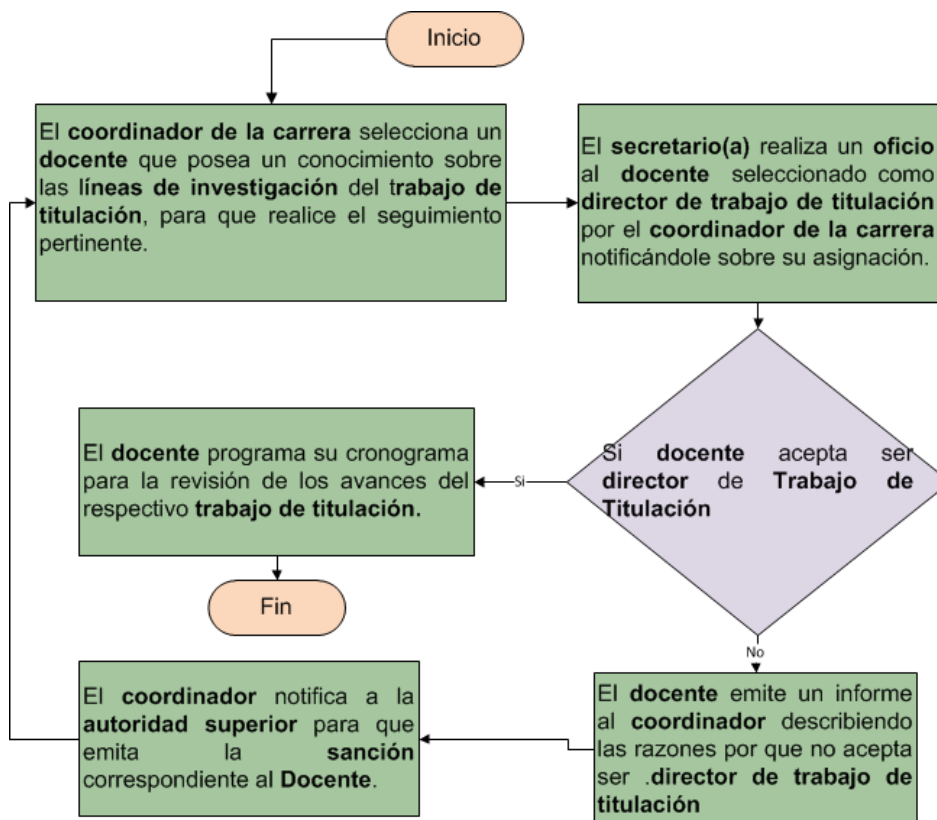 Inicio
El coordinador de la carrera selecciona un
docente que posea un conocimiento sobre
las líneas de investigación del trabajo de
titulación, para que realice el seguimiento
pertinente.
El secretario(a) realiza un oficio
al docente seleccionado como
director de trabajo de titulación
por el coordinador de la carrera
notificándole sobre su asignación.
Si docente acepta ser
director de Trabajo de
Titulación
Si
El docente programa su cronograma
para la revisión de los avances del
respectivo trabajo de titulación.
Fin
No
El docente emite un informe
al coordinador describiendo
las razones por que no acepta
ser .director de trabajo de
titulación
El coordinador notifica a la
autoridad superior para que
emita la sanción
correspondiente al Docente.